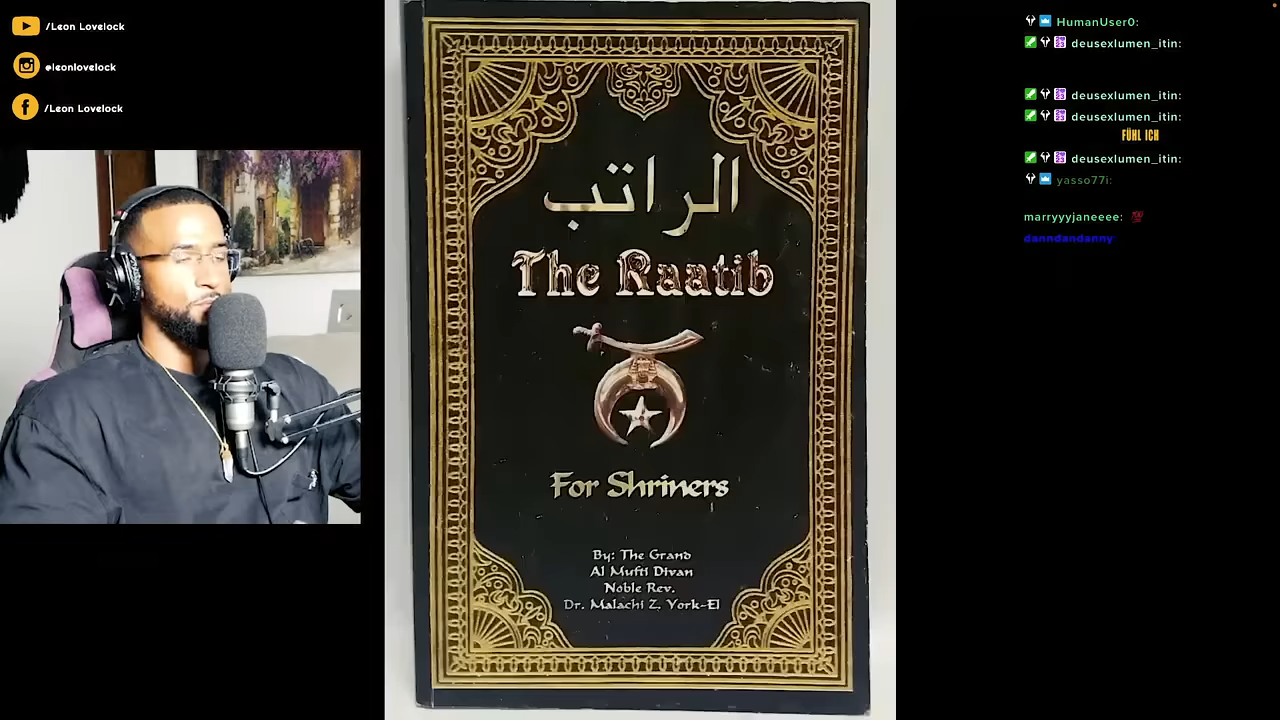 /Leon Lovelock
@leonlovelock
/Leon Lovelock
الراتب
The Raatib
For Shriners
By: The Grand
Al Mufti Divan
Noble Rev.
Dr. Malachi Z. York-El
HumanUser0:
deusexlumen_itin:
deusexlumen_itin:
deusexlumen_itin:
FÜHL ICH
deusexlumen_itin:
yasso77i:
marryyyjaneeee: 💯
danndandanny